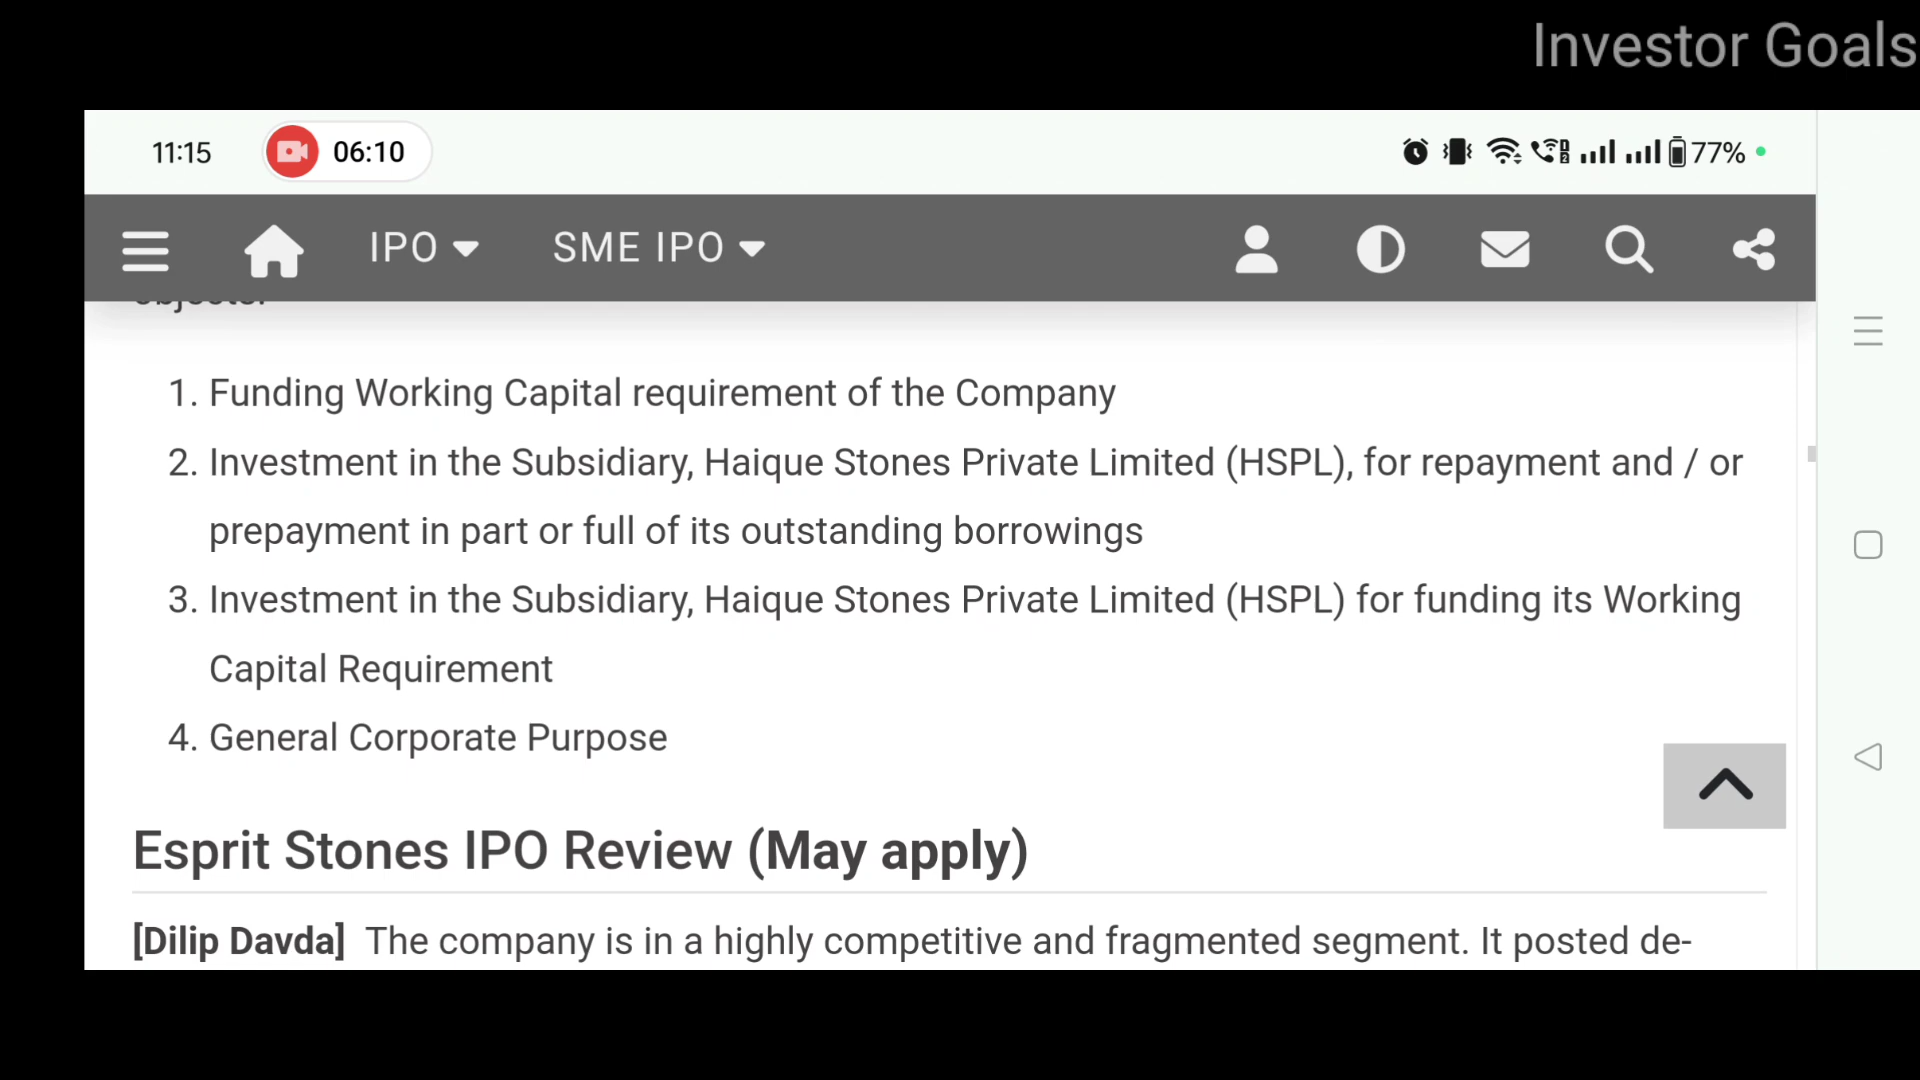 Investor Goals
11:15
06:10
77%
IPO
SME IPO
1. Funding Working Capital requirement of the Company
2. Investment in the Subsidiary, Haique Stones Private Limited (HSPL), for repayment and / or
prepayment in part or full of its outstanding borrowings
3. Investment in the Subsidiary, Haique Stones Private Limited (HSPL) for funding its Working
Capital Requirement
4. General Corporate Purpose
Esprit Stones IPO Review (May apply)
[Dilip Davda] The company is in a highly competitive and fragmented segment. It posted de-